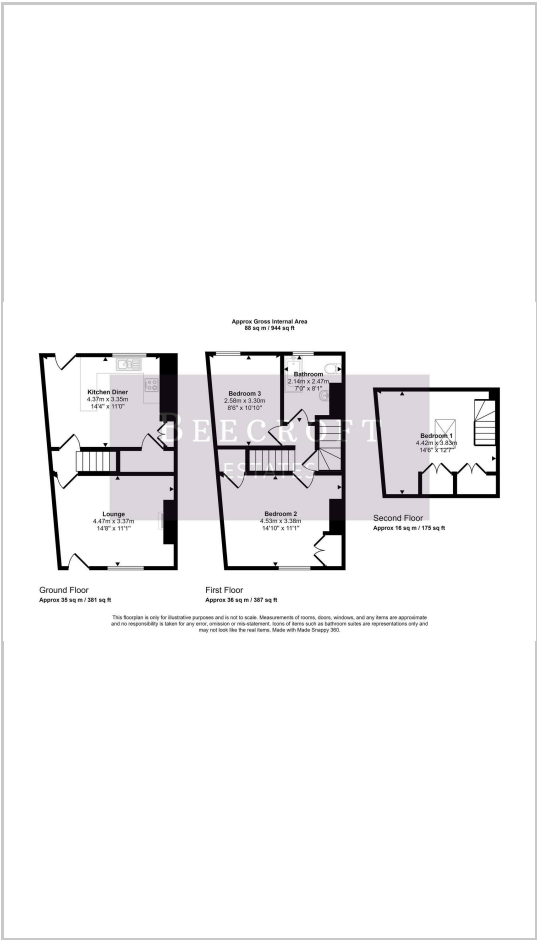 Approx Gross Internal Area
88 sq m / 944 sq ft
Kitchen Diner
4.37m x 3.35m
14'4" x 11'0"
Lounge
4.47m x 3.37m
14'8" x 11'1"
Ground Floor
Approx 35 sq m / 381 sq ft
Bathroom
2.14m x 2.47m
7'0" x 8'1"
Bedroom 3
2.58m x 3.30m
8'6" x 10'10"
Bedroom 2
4.53m x 3.38m
14'10" x 11'1"
First Floor
Approx 36 sq m / 387 sq ft
Bedroom 1
4.42m x 3.83m
14'6" x 12'7"
Second Floor
Approx 16 sq m / 175 sq ft
BEECROFT
ESTATES
This floorplan is only for illustrative purposes and is not to scale. Measurements of rooms, doors, windows, and any items are approximate
and no responsibility is taken for any error, omission or mis-statement. Icons of items such as bathroom suites are representations only and
may not look like the real items. Made with Made Snappy 360.